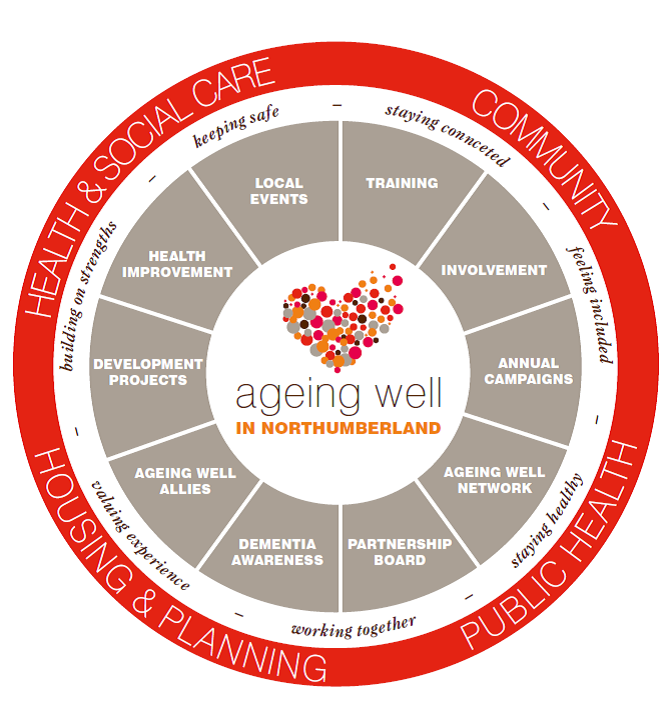 HEALTH & SOCIAL CARE
COMMUNITY
PUBLIC HEALTH
HOUSING & PLANNING
keeping safe
–
staying connceted
–
feeling included
–
staying healthy
–
working together
–
valuing experience
–
building on strengths
–
LOCAL
EVENTS
TRAINING
INVOLVEMENT
ANNUAL
CAMPAIGNS
AGEING WELL
NETWORK
PARTNERSHIP
BOARD
DEMENTIA
AWARENESS
AGEING WELL
ALLIES
DEVELOPMENT
PROJECTS
HEALTH
IMPROVEMENT
ageing well
IN NORTHUMBERLAND